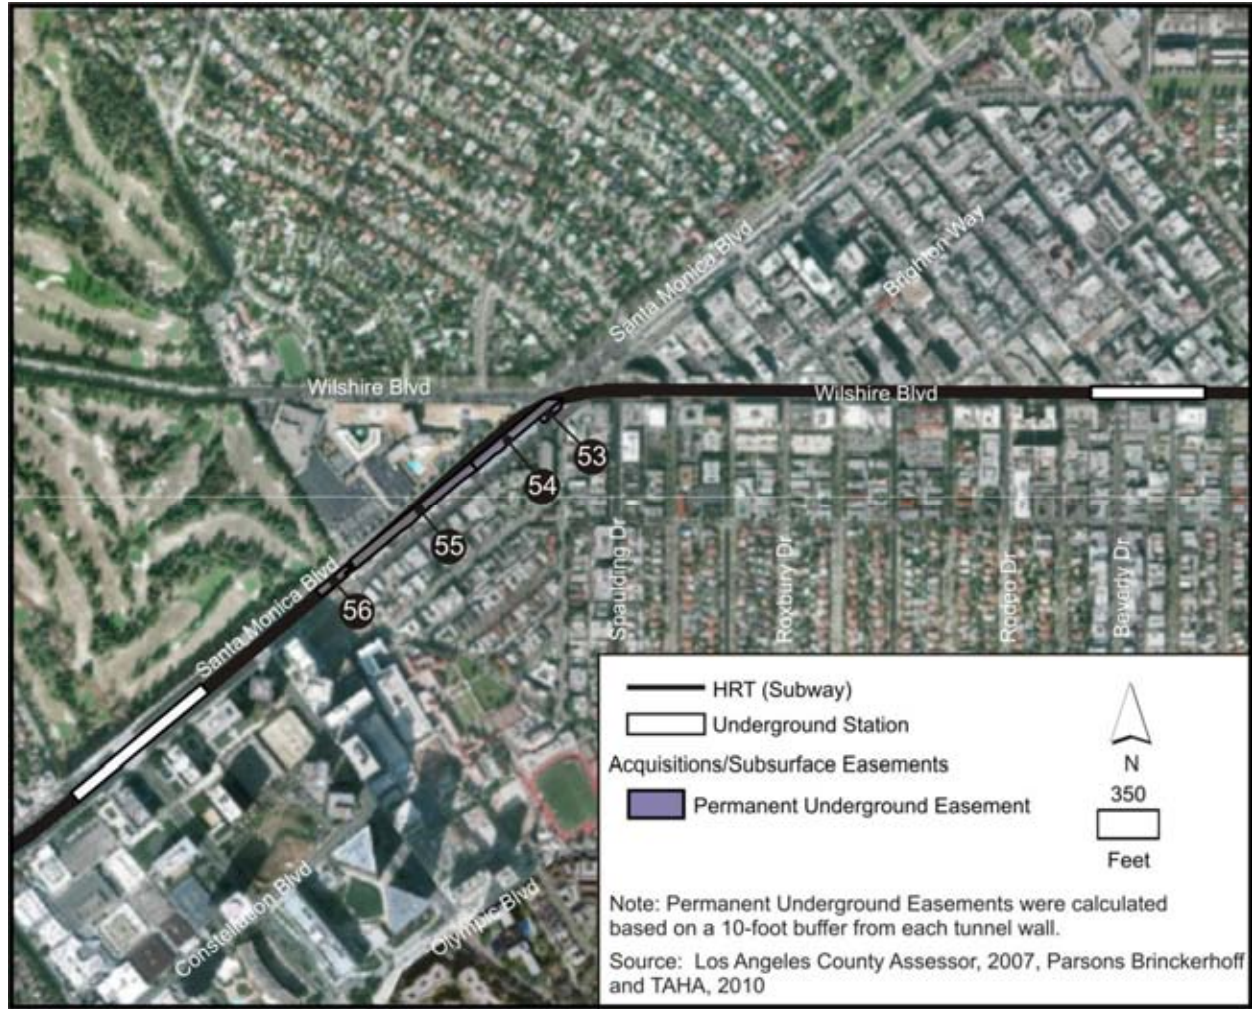 Santa Monica Blvd
Brighton Way
Wilshire Blvd
Wilshire Blvd
53
54
55
56
Santa Monica Blvd
Spaulding Dr
Roxbury Dr
Rodeo Dr
Beverly Dr
Constellation Blvd
Olympic Blvd
HRT (Subway)
Underground Station
Acquisitions/Subsurface Easements
Permanent Underground Easement
N
350
Feet
Note: Permanent Underground Easements were calculated
based on a 10-foot buffer from each tunnel wall.
Source: Los Angeles County Assessor, 2007, Parsons Brinckerhoff
and TAHA, 2010